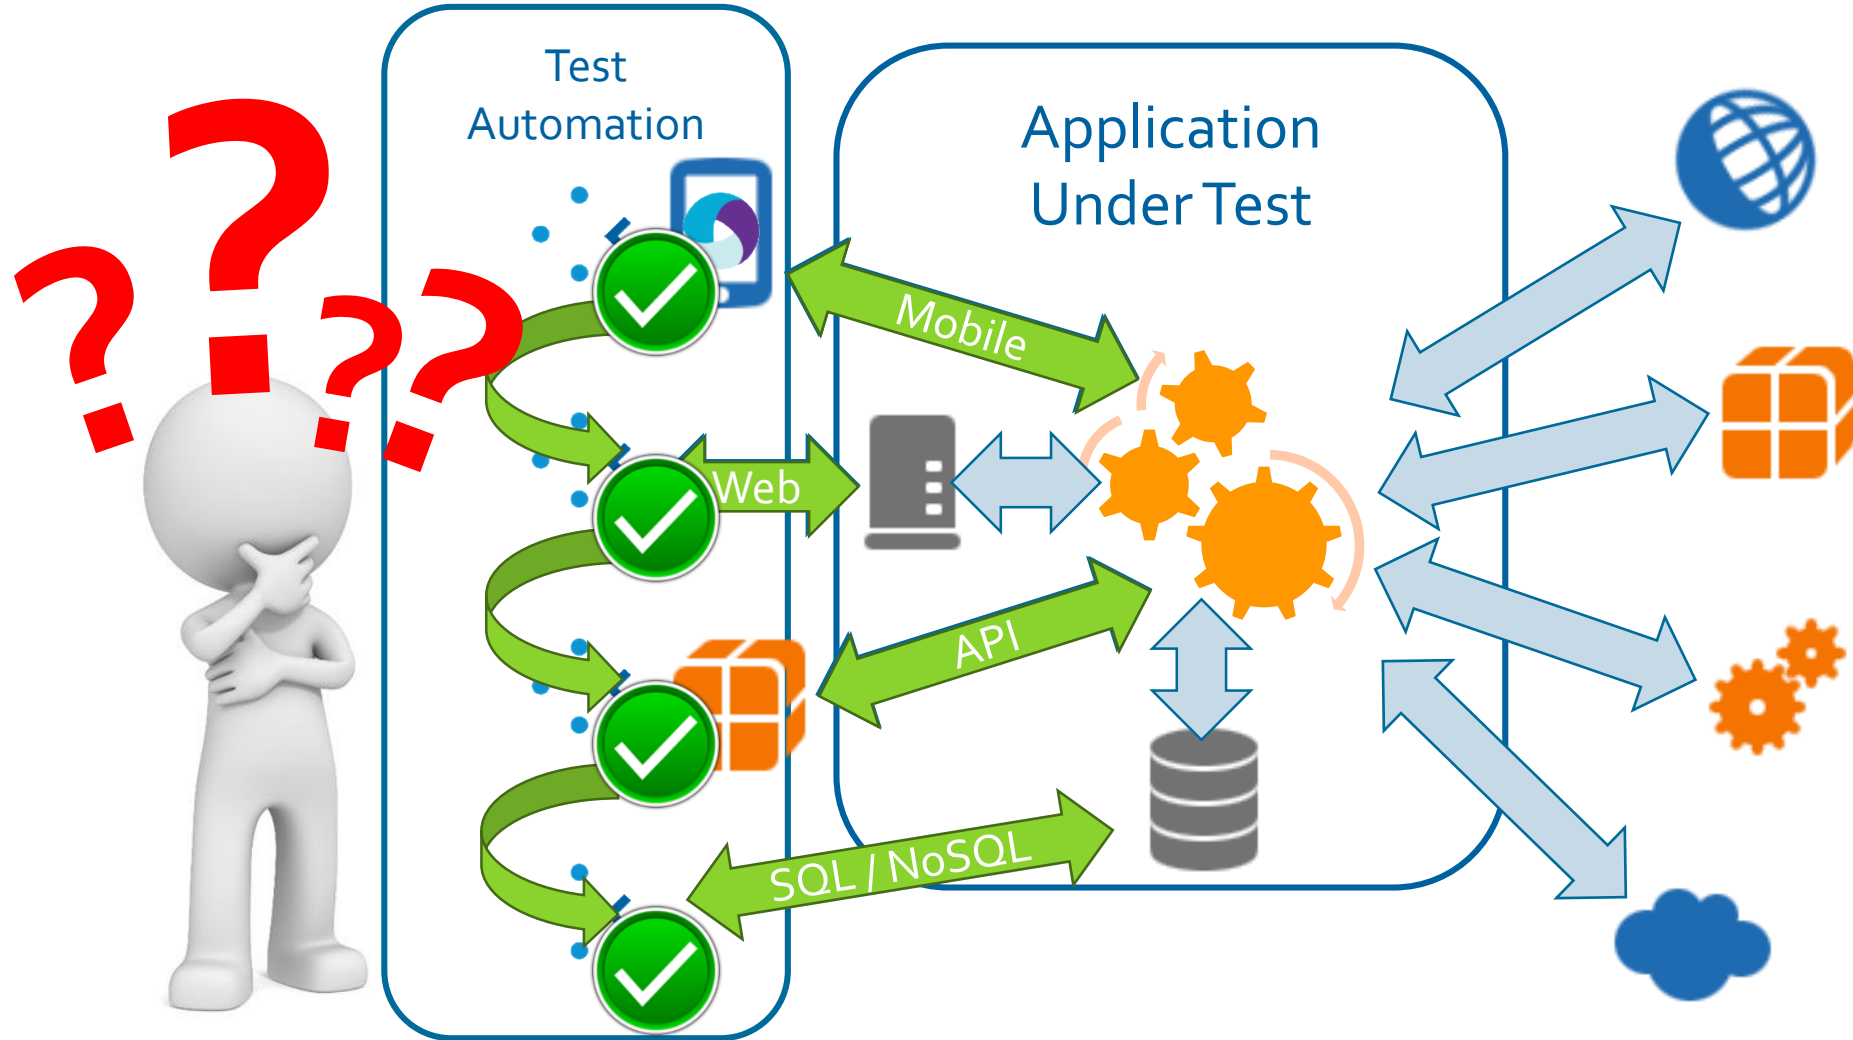 Test
Automation
Application
Under Test
Mobile
Web
API
SQL / NoSQL
? ? ? ?